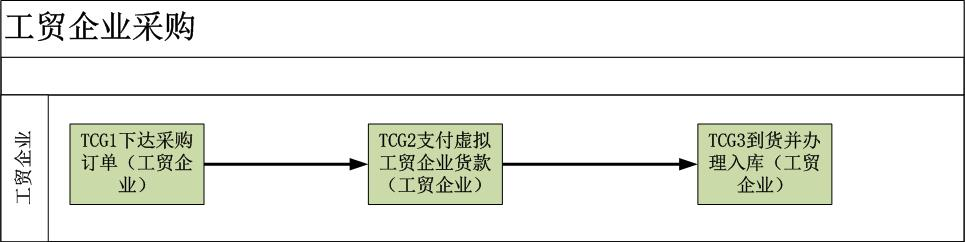 工贸企业采购
工贸企业
TCG1下达采购
订单（工贸企
业）
TCG2支付虚拟
工贸企业货款
（工贸企业）
TCG3到货并办
理入库（工贸
企业）